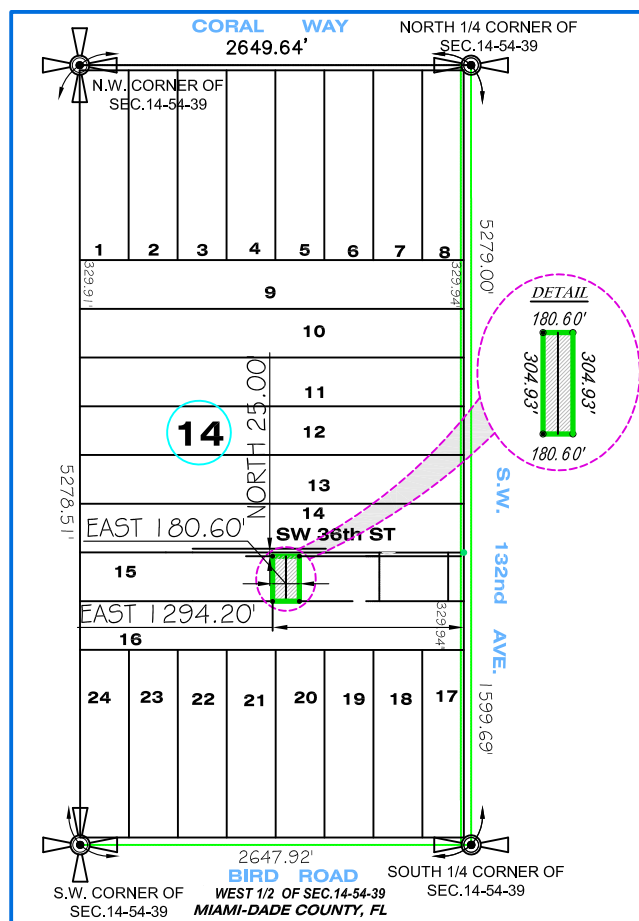 CORAL WAY
2649.64'
NORTH 1/4 CORNER OF
SEC.14-54-39
N.W. CORNER OF
SEC.14-54-39
5279.00'
1 2 3 4 5 6 7 8
329.91'
329.94'
9
DETAIL
180.60'
304.93'
304.93'
180.60'
10
11
NORTH 25.00'
14
12
5278.51'
13
14
S.W. 132nd AVE.
EAST 180.60'
SW 36th ST
15
EAST 1294.20'
329.94'
16
24 23 22 21 20 19 18 17
1599.69'
2647.92'
BIRD ROAD
S.W. CORNER OF
SEC.14-54-39
WEST 1/2 OF SEC.14-54-39
MIAMI-DADE COUNTY, FL
SOUTH 1/4 CORNER OF
SEC.14-54-39